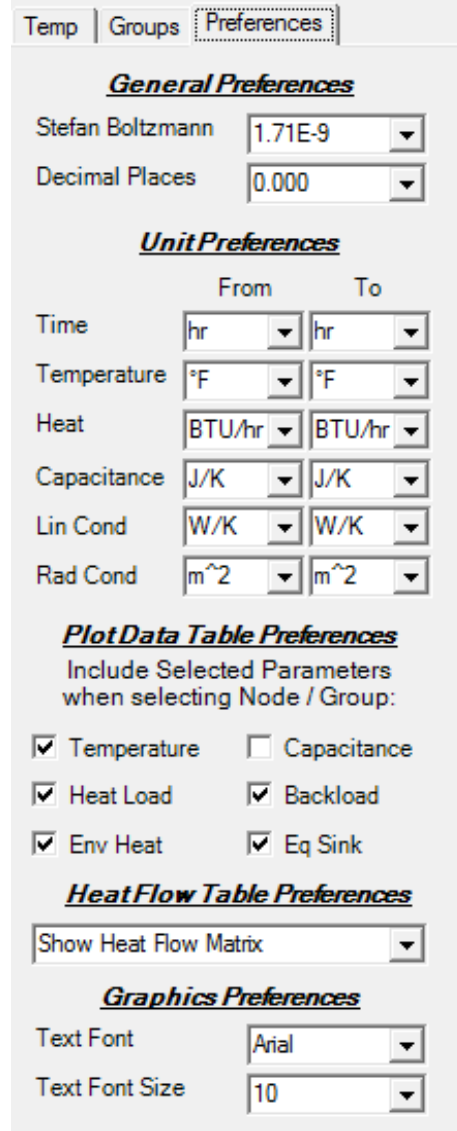 Temp Groups Preferences
General Preferences
Stefan Boltzmann 1.71E-9
Decimal Places 0.000
Unit Preferences
From To
Time hr hr
Temperature °F °F
Heat BTU/hr BTU/hr
Capacitance J/K J/K
Lin Cond W/K W/K
Rad Cond m^2 m^2
Plot Data Table Preferences
Include Selected Parameters
when selecting Node / Group:
Temperature Capacitance
Heat Load Backload
Env Heat Eq Sink
Heat Flow Table Preferences
Show Heat Flow Matrix
Graphics Preferences
Text Font Arial
Text Font Size 10